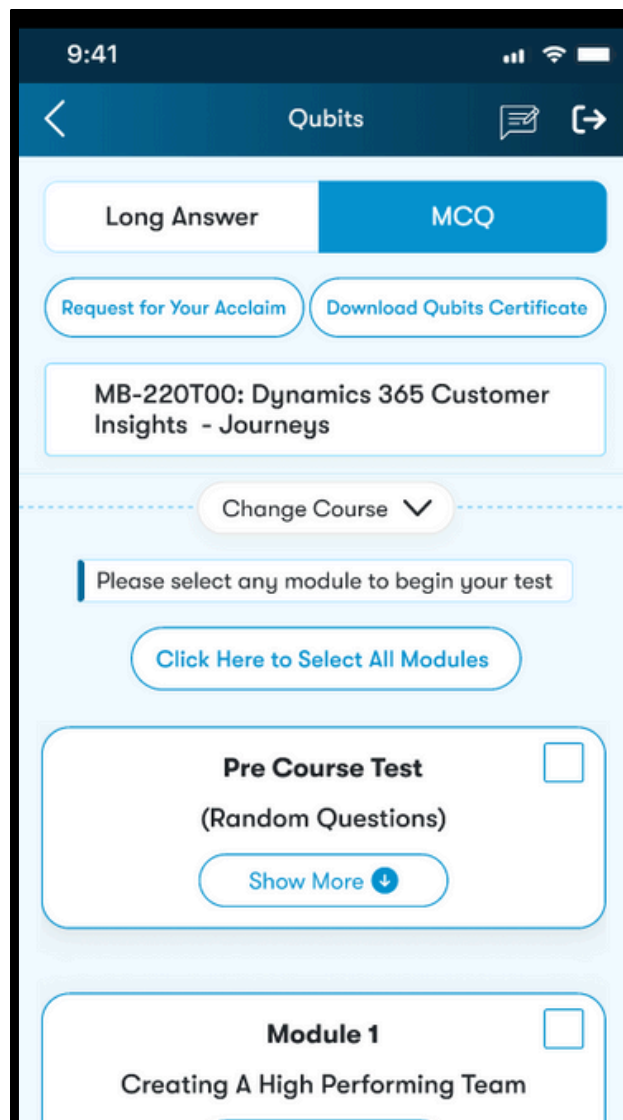 9:41
Qubits
Long Answer
MCQ
Request for Your Acclaim
Download Qubits Certificate
MB-220T00: Dynamics 365 Customer
Insights - Journeys
Change Course
Please select any module to begin your test
Click Here to Select All Modules
Pre Course Test
(Random Questions)
Show More
Module 1
Creating A High Performing Team